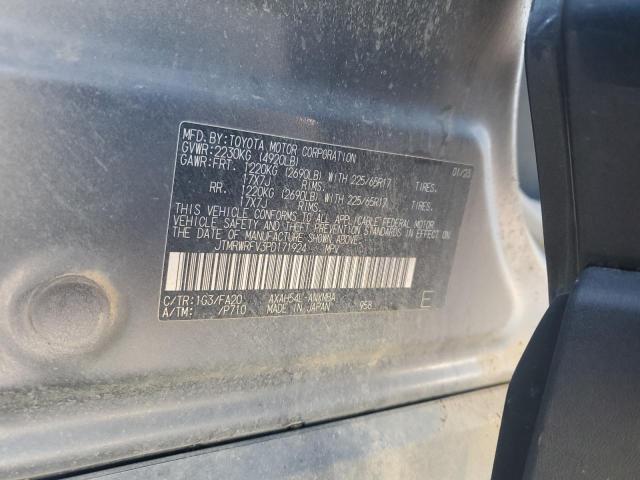 MFD.BY:TOYOTA MOTOR CORPORATION 01/23
GVWR:2230KG (4920LB)
GAWR:FRT. 1220KG (2690LB) WITH 225/65R17 TIRES,
17X7J RIMS.
RR. 1220KG (2690LB) WITH 225/65R17 TIRES,
17X7J RIMS.
THIS VEHICLE CONFORMS TO ALL APPLICABLE FEDERAL MOTOR
VEHICLE SAFETY AND THEFT PREVENTION STANDARDS IN EFFECT ON
THE DATE OF MANUFACTURE SHOWN ABOVE.
JTMRWRFV3PD171924 MPV
C/TR:1G3/FA20 AXAH54L-ANXMBA 958 E
A/TM: /P710 MADE IN JAPAN